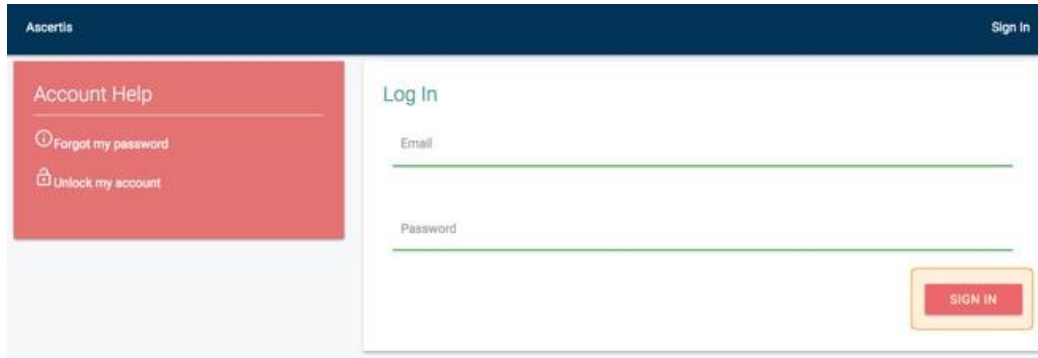 Ascertis
Sign In
Account Help
Forgot my password
Unlock my account
Log In
Email
Password
SIGN IN